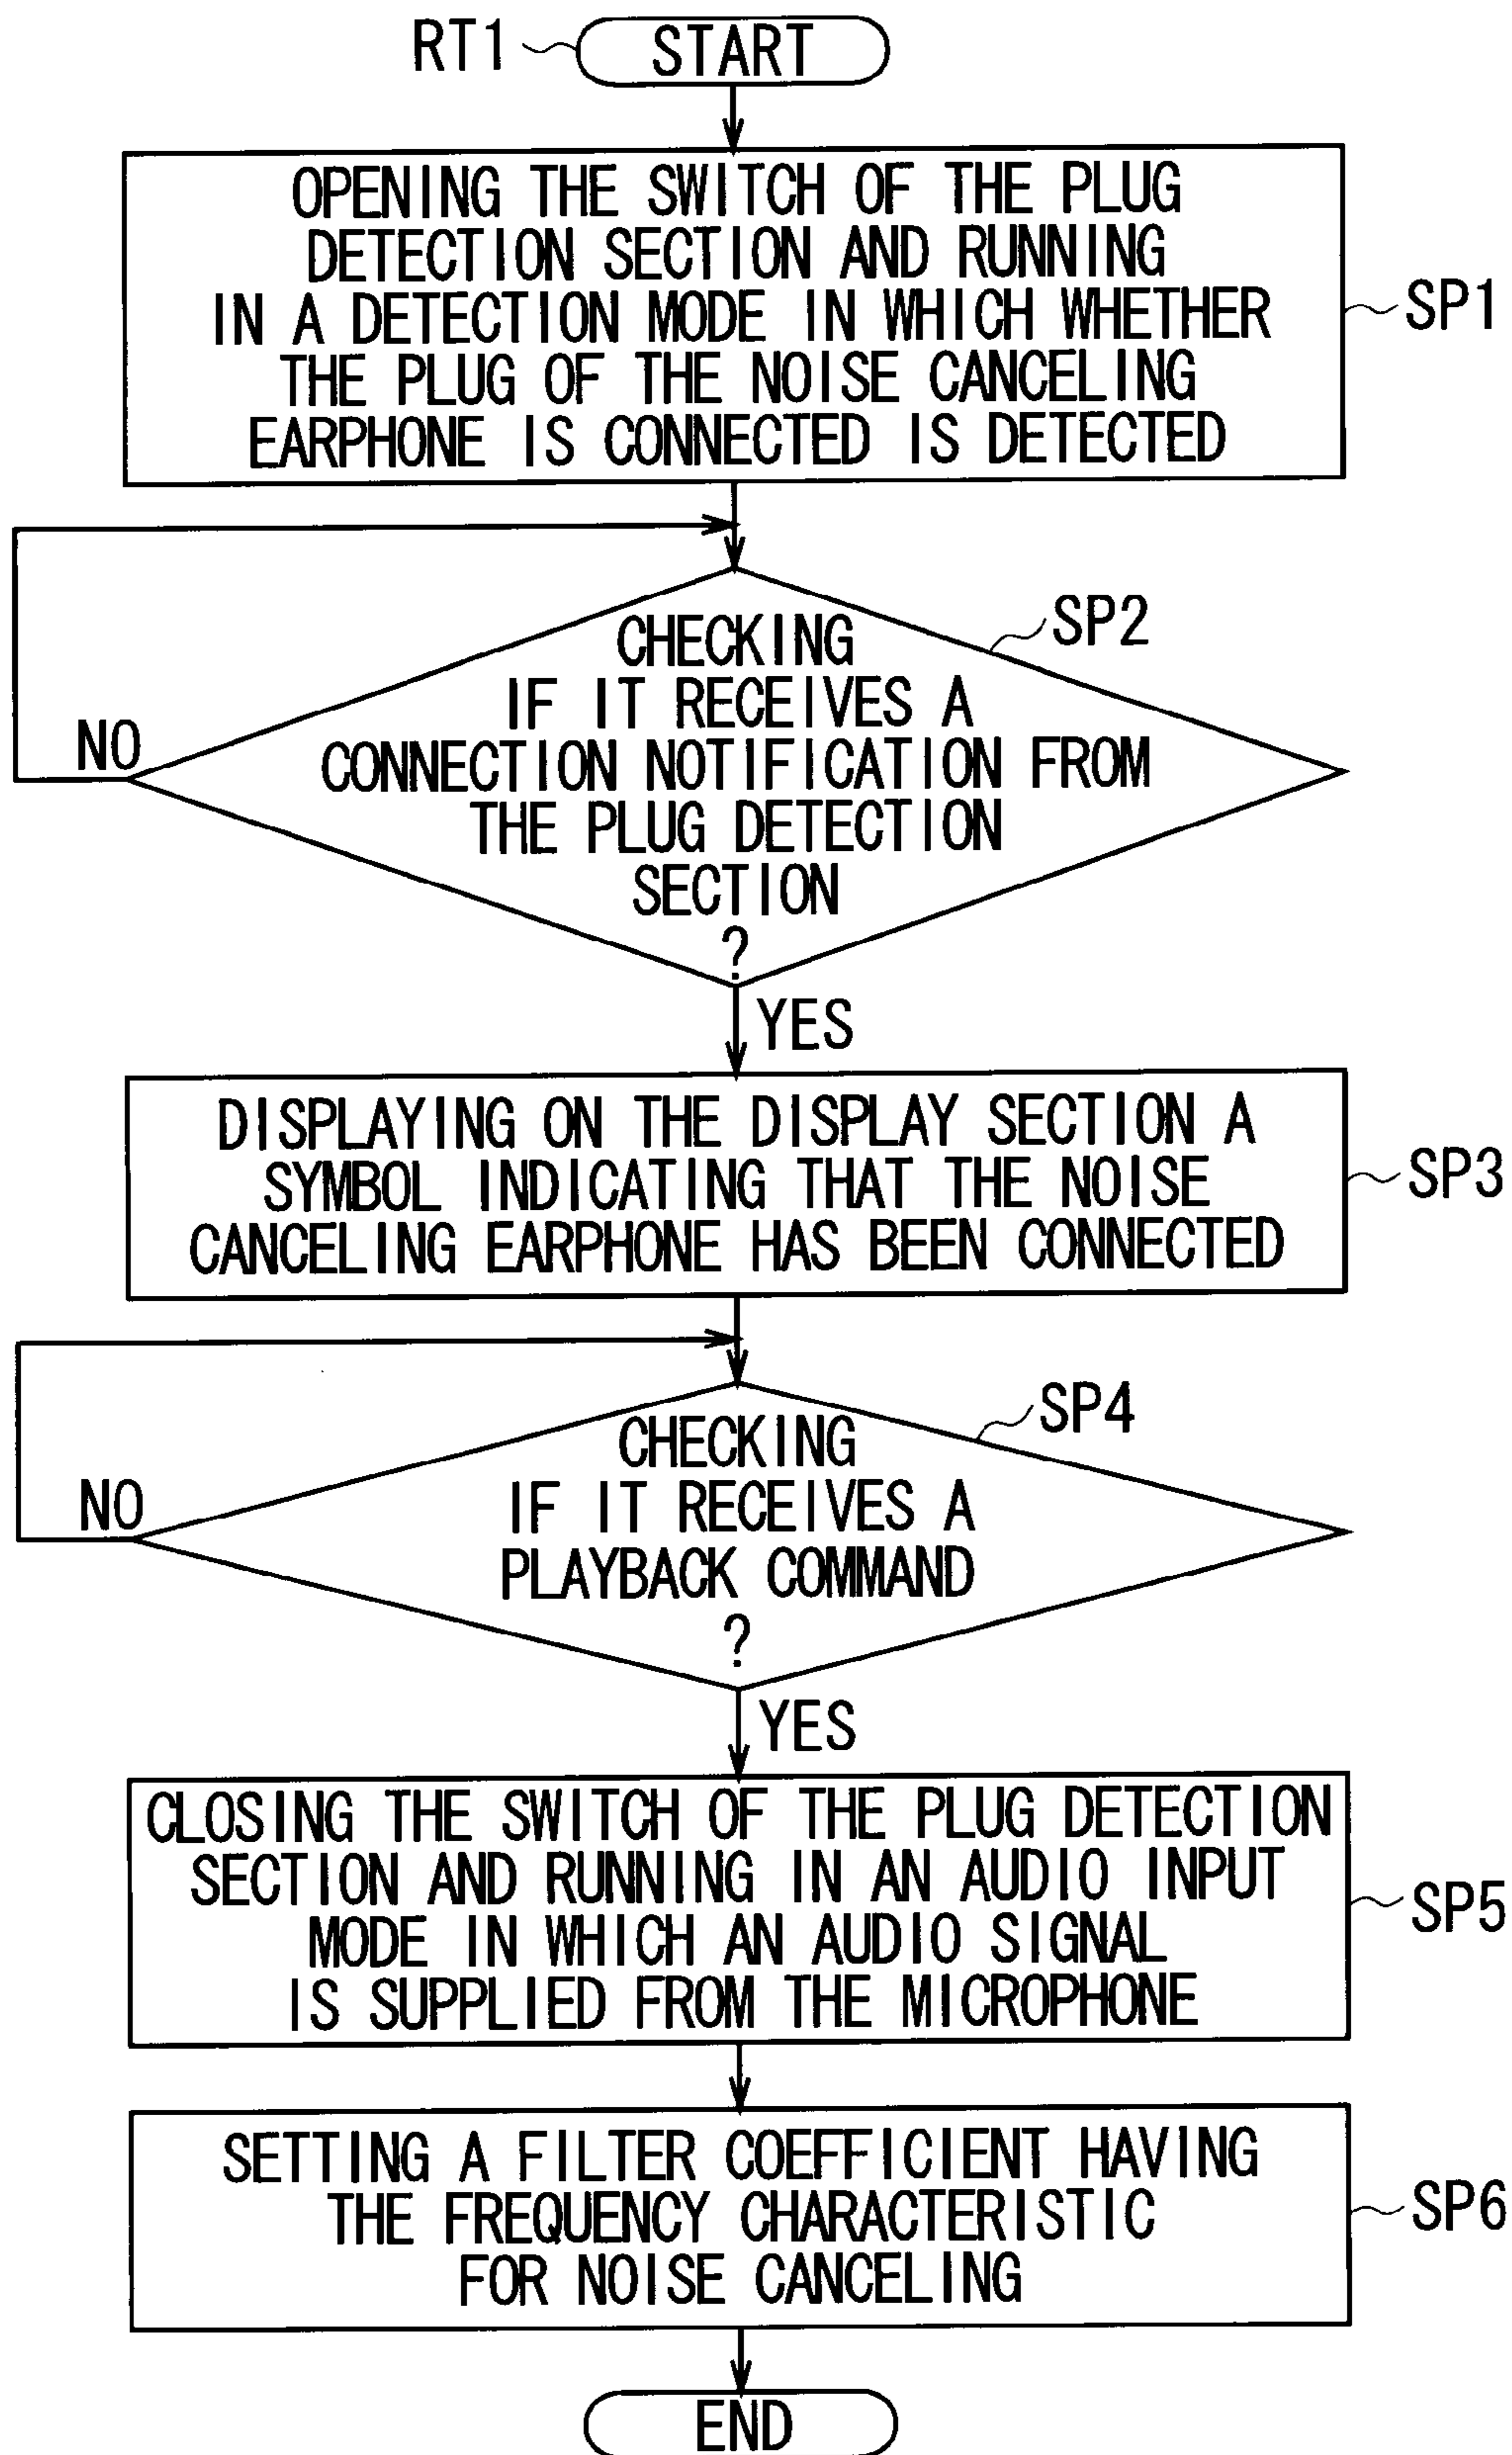 RT1
START
OPENING THE SWITCH OF THE PLUG
DETECTION SECTION AND RUNNING
IN A DETECTION MODE IN WHICH WHETHER
THE PLUG OF THE NOISE CANCELING
EARPHONE IS CONNECTED IS DETECTED
SP1
SP2
CHECKING
IF IT RECEIVES A
CONNECTION NOTIFICATION FROM
THE PLUG DETECTION
SECTION
?
NO
YES
DISPLAYING ON THE DISPLAY SECTION A
SYMBOL INDICATING THAT THE NOISE
CANCELING EARPHONE HAS BEEN CONNECTED
SP3
SP4
CHECKING
IF IT RECEIVES A
PLAYBACK COMMAND
?
NO
YES
CLOSING THE SWITCH OF THE PLUG DETECTION
SECTION AND RUNNING IN AN AUDIO INPUT
MODE IN WHICH AN AUDIO SIGNAL
IS SUPPLIED FROM THE MICROPHONE
SP5
SETTING A FILTER COEFFICIENT HAVING
THE FREQUENCY CHARACTERISTIC
FOR NOISE CANCELING
SP6
END